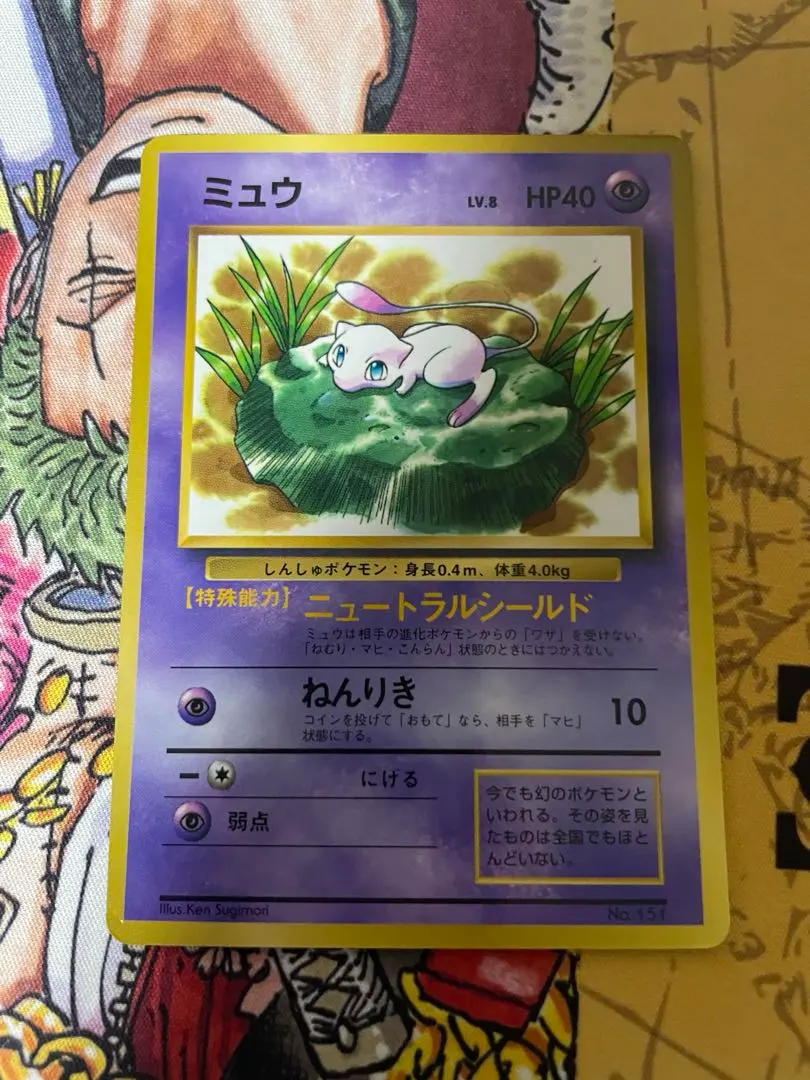 ミュウ LV.8 HP40
しんしゅポケモン：身長0.4m、体重4.0kg
【特殊能力】ニュートラルシールド
ミュウは相手の進化ポケモンからの「ワザ」を受けない。
「ねむり・マヒ・こんらん」状態のときにはつかえない。
ねんりき 10
コインを投げて「おもて」なら、相手を「マヒ」
状態にする。
にげる
弱点
今でも幻のポケモンと
いわれる。その姿を見
たものは全国でもほと
んどいない。
Illus.Ken Sugimori
No. 151